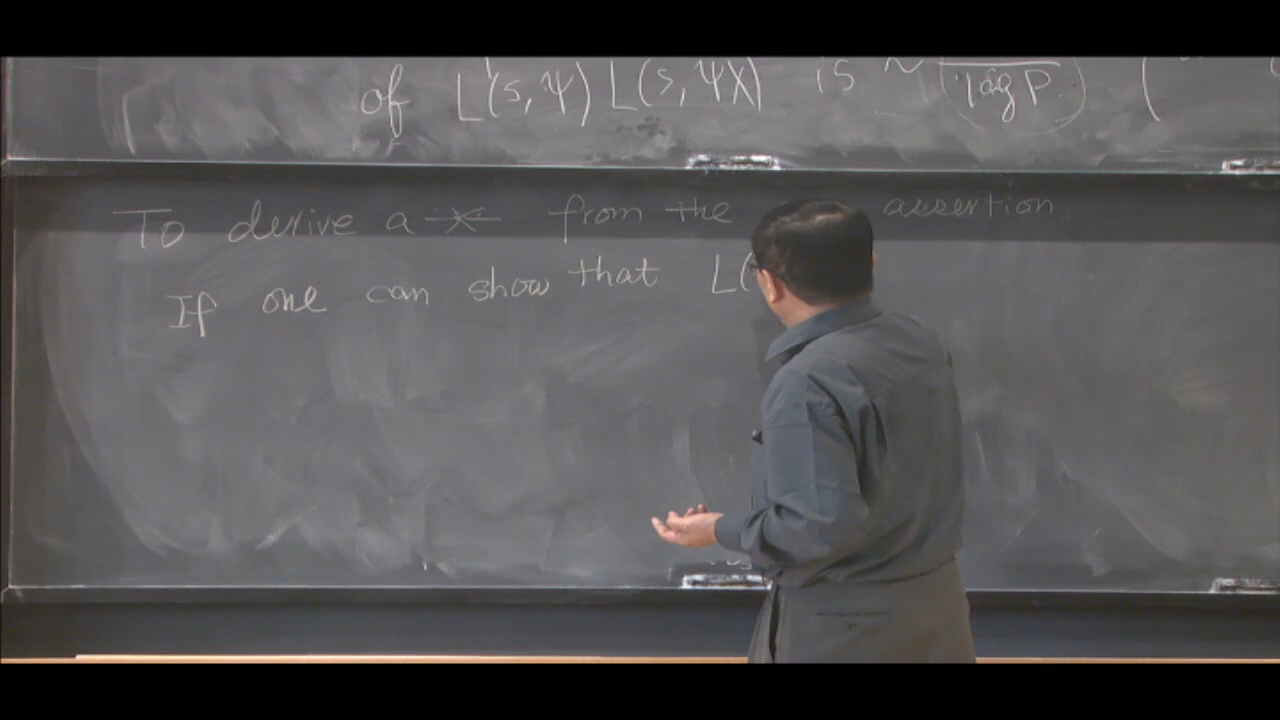 of L(s, ψ) L(s, ψχ) is ~ log P. (
To derive a ※ from the assertion.
If one can show that L(